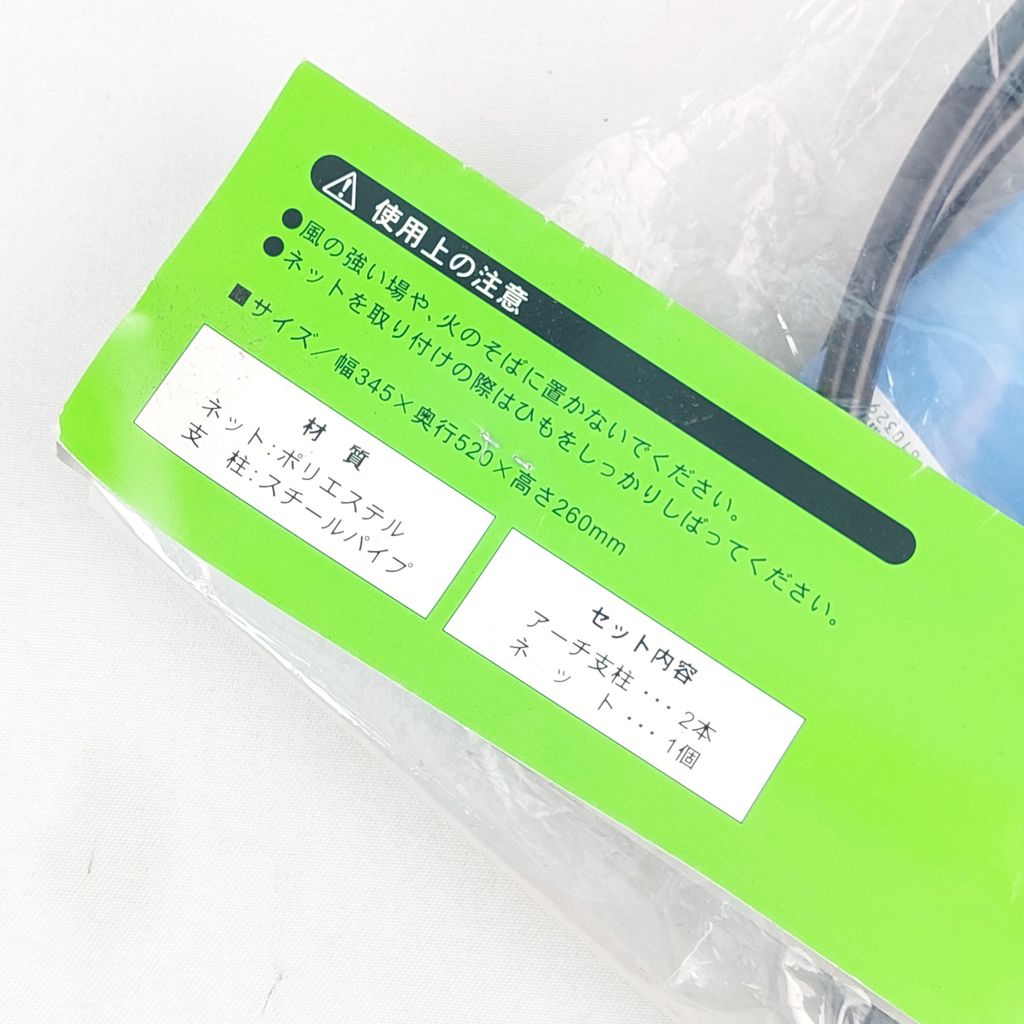 使用上の注意
●風の強い場や、火のそばに置かないでください。
●ネットを取り付けの際はひもをしっかりしばってください。
■サイズ／幅345×奥行520×高さ260mm
材質
ネット:ポリエステル
支柱:スチールパイプ
セット内容
アーチ支柱…2本
ネット…1個